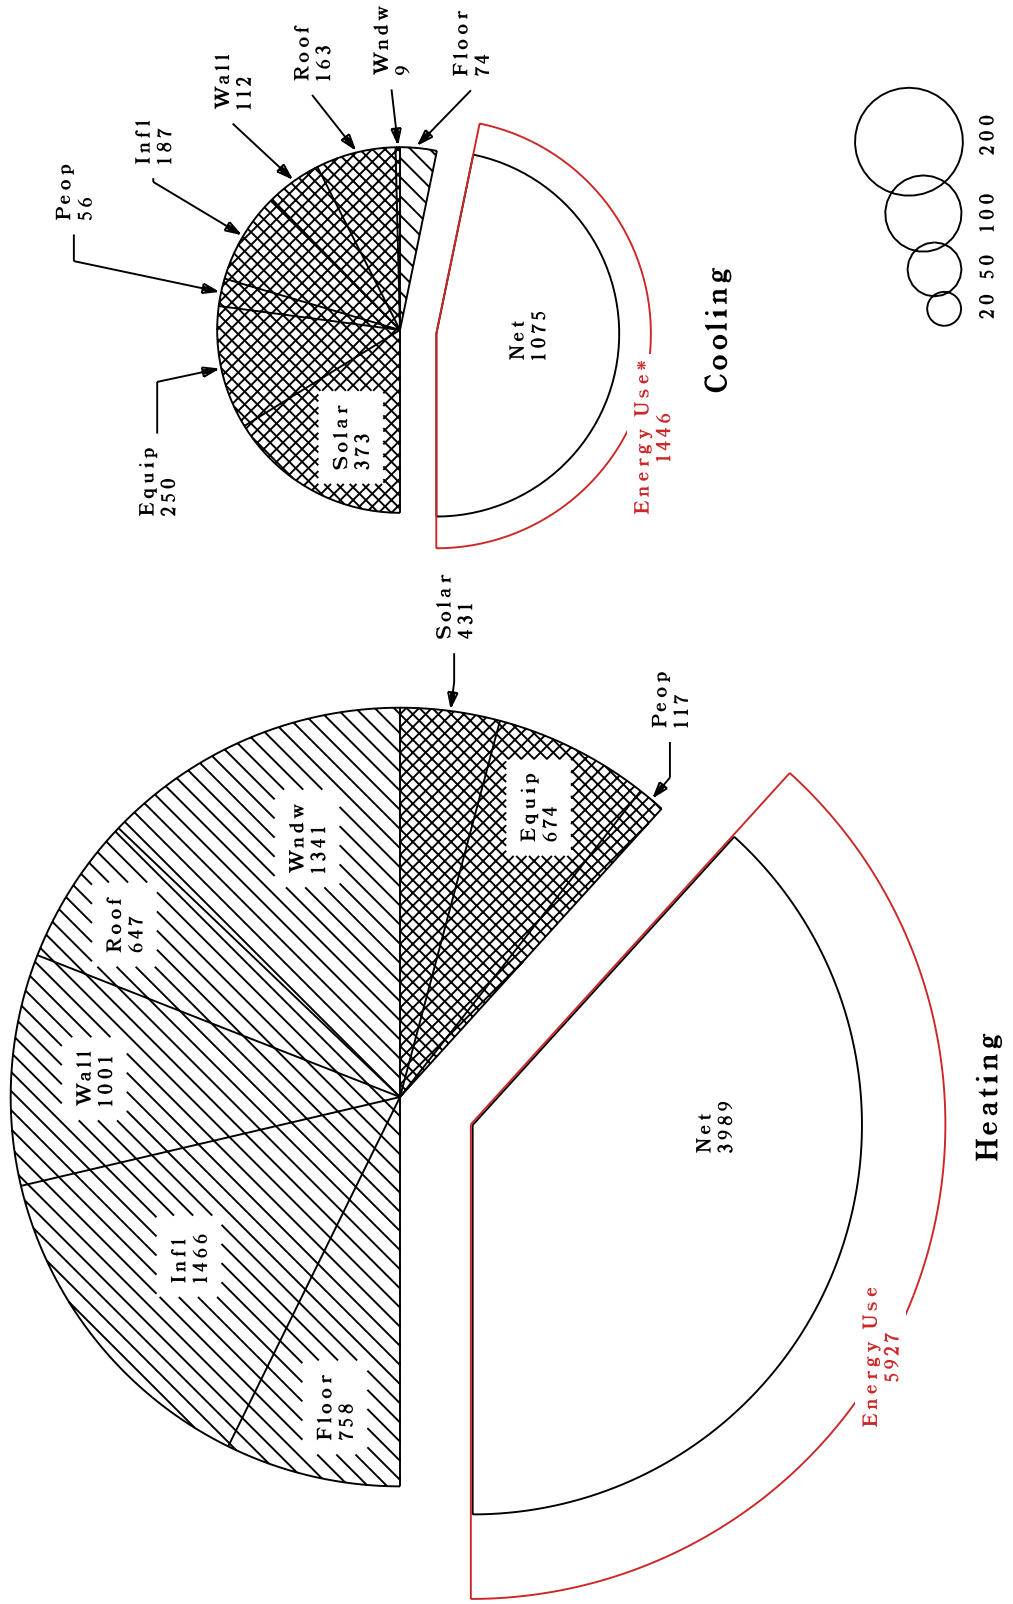 Floor
758
Infl
1466
Wall
1001
Roof
647
Wndw
1341
Solar
431
Equip
674
Peop
117
Net
3989
Energy Use
5927
Heating
Solar
373
Equip
250
Peop
56
Infl
187
Wall
112
Roof
163
Wndw
9
Floor
74
Net
1075
Energy Use*
1446
Cooling
20 50 100 200